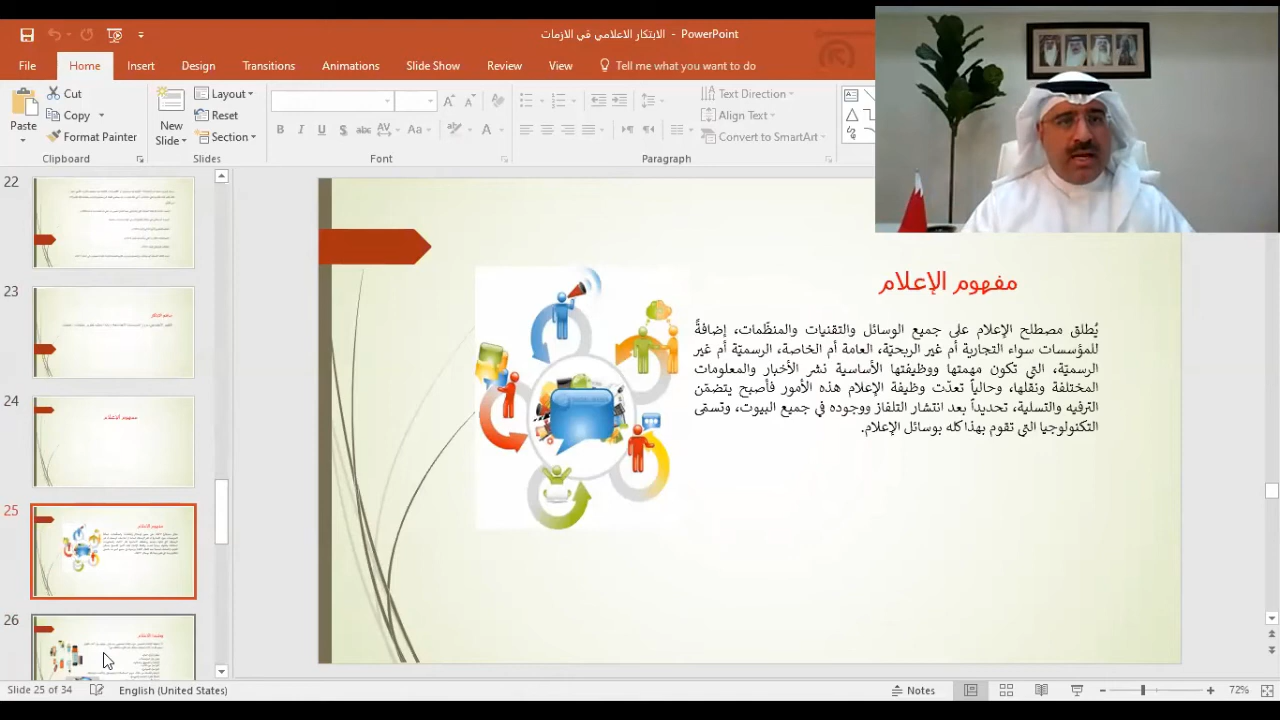 الابتكار الاعلامي في الازمات - PowerPoint
File
Home
Insert
Design
Transitions
Animations
Slide Show
Review
View
Tell me what you want to do
Paste
Cut
Copy
Format Painter
Clipboard
New
Slide
Layout
Reset
Section
Slides
Font
Text Direction
Align Text
Convert to SmartArt
Paragraph
22
23
24
مفهوم الإعلام
25
مفهوم الإعلام
26
مفهوم الإعلام
يُطلق مصطلح الإعلام على جميع الوسائل والتقنيات والمنظّمات، إضافةً
للمؤسسات سواء التجارية أم غير الربحيّة، العامة أم الخاصة، الرسميّة أم غير
الرسميّة، التي تكون مهمتها ووظيفتها الأساسية نشر الأخبار والمعلومات
المختلفة ونقلها، وحالياً تعدّت وظيفة الإعلام هذه الأمور فأصبح يتضمّن
الترفيه والتسلية، تحديداً بعد انتشار التلفاز ووجوده في جميع البيوت، وتسمّى
التكنولوجيا التي تقوم بهذا كله بوسائل الإعلام.
Slide 25 of 34
English (United States)
Notes
72%